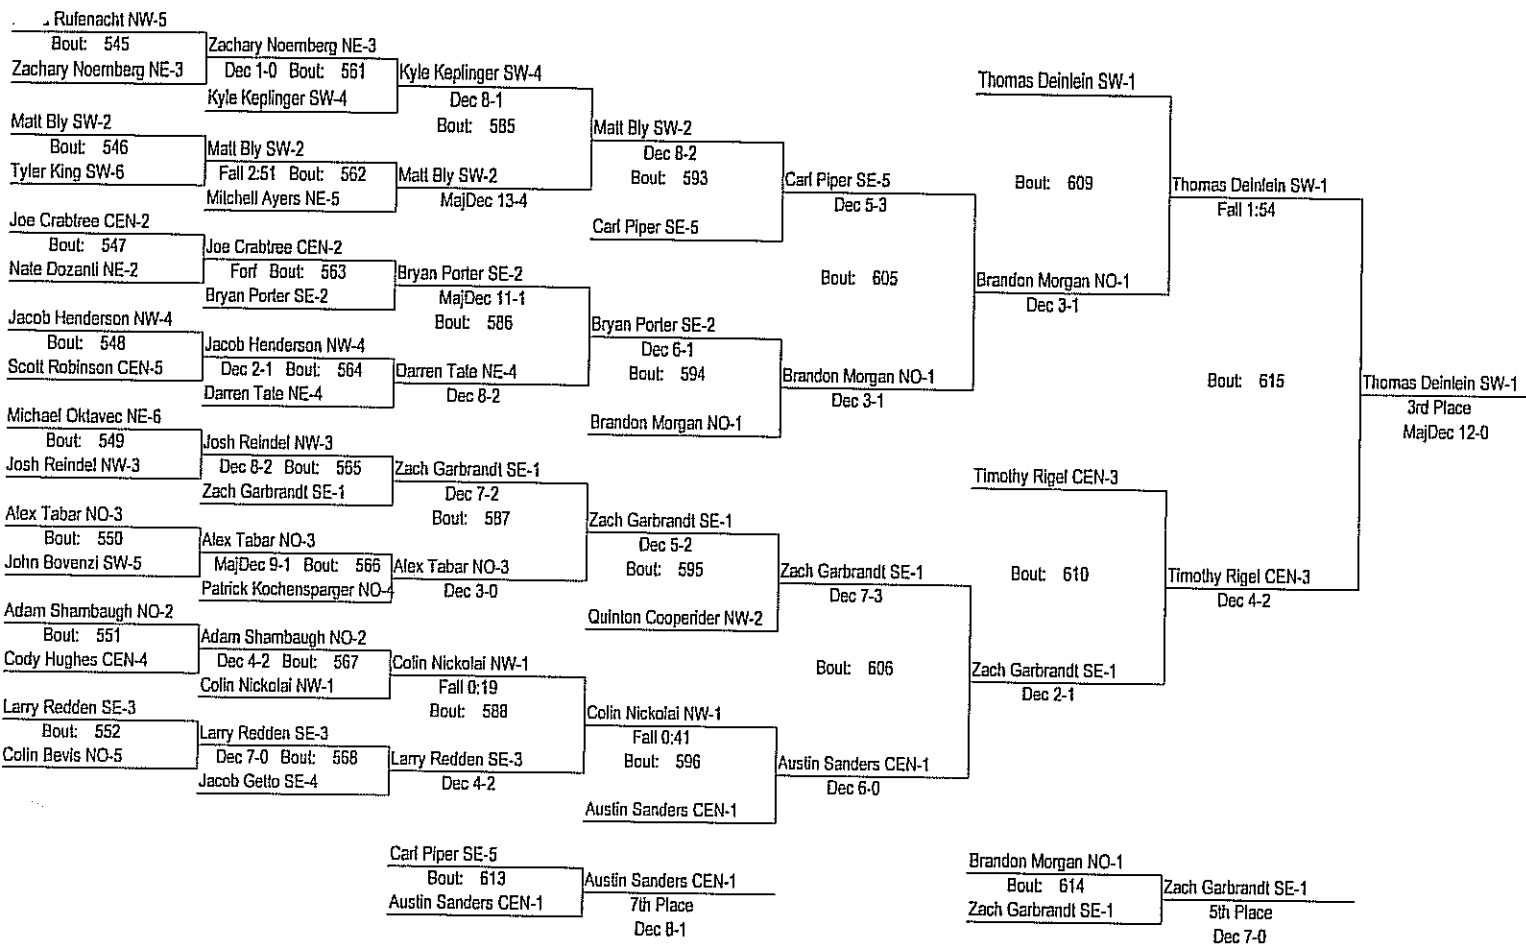 Rufenacht NW-5
Bout: 545
Zachary Noernberg NE-3
Matt Bly SW-2
Bout: 546
Tyler King SW-6
Joe Crabtree CEN-2
Bout: 547
Nate Dozanti NE-2
Jacob Henderson NW-4
Bout: 548
Scott Robinson CEN-5
Michael Oktavec NE-6
Bout: 549
Josh Reindel NW-3
Alex Tabar NO-3
Bout: 550
John Bovenzi SW-5
Adam Shambaugh NO-2
Bout: 551
Cody Hughes CEN-4
Larry Redden SE-3
Bout: 552
Colin Bevis NO-5
Zachary Noernberg NE-3
Dec 1-0 Bout: 561
Kyle Keplinger SW-4
Matt Bly SW-2
Fall 2:51 Bout: 562
Mitchell Ayers NE-5
Joe Crabtree CEN-2
Forf Bout: 563
Bryan Porter SE-2
Jacob Henderson NW-4
Dec 2-1 Bout: 564
Darren Tate NE-4
Josh Reindel NW-3
Dec 8-2 Bout: 565
Zach Garbrandt SE-1
Alex Tabar NO-3
MajDec 9-1 Bout: 566
Patrick Kochensparger NO-4
Adam Shambaugh NO-2
Dec 4-2 Bout: 567
Colin Nickolai NW-1
Larry Redden SE-3
Dec 7-0 Bout: 568
Jacob Getto SE-4
Kyle Keplinger SW-4
Dec 8-1
Bout: 585
Matt Bly SW-2
MajDec 13-4
Bryan Porter SE-2
MajDec 11-1
Bout: 586
Darren Tate NE-4
Dec 8-2
Zach Garbrandt SE-1
Dec 7-2
Bout: 587
Alex Tabar NO-3
Dec 3-0
Colin Nickolai NW-1
Fall 0:19
Bout: 588
Larry Redden SE-3
Dec 4-2
Matt Bly SW-2
Dec 8-2
Bout: 593
Carl Piper SE-5
Bryan Porter SE-2
Dec 6-1
Bout: 594
Brandon Morgan NO-1
Zach Garbrandt SE-1
Dec 5-2
Bout: 595
Quinton Cooperider NW-2
Colin Nickolai NW-1
Fall 0:41
Bout: 596
Austin Sanders CEN-1
Carl Piper SE-5
Dec 5-3
Bout: 605
Brandon Morgan NO-1
Dec 3-1
Zach Garbrandt SE-1
Dec 7-3
Bout: 606
Austin Sanders CEN-1
Dec 6-0
Thomas Deinlein SW-1
Bout: 609
Brandon Morgan NO-1
Dec 3-1
Timothy Rigel CEN-3
Bout: 610
Zach Garbrandt SE-1
Dec 2-1
Thomas Deinlein SW-1
Fall 1:54
Bout: 615
Timothy Rigel CEN-3
Dec 4-2
Thomas Deinlein SW-1
3rd Place
MajDec 12-0
Carl Piper SE-5
Bout: 613
Austin Sanders CEN-1
Austin Sanders CEN-1
7th Place
Dec 8-1
Brandon Morgan NO-1
Bout: 614
Zach Garbrandt SE-1
Zach Garbrandt SE-1
5th Place
Dec 7-0